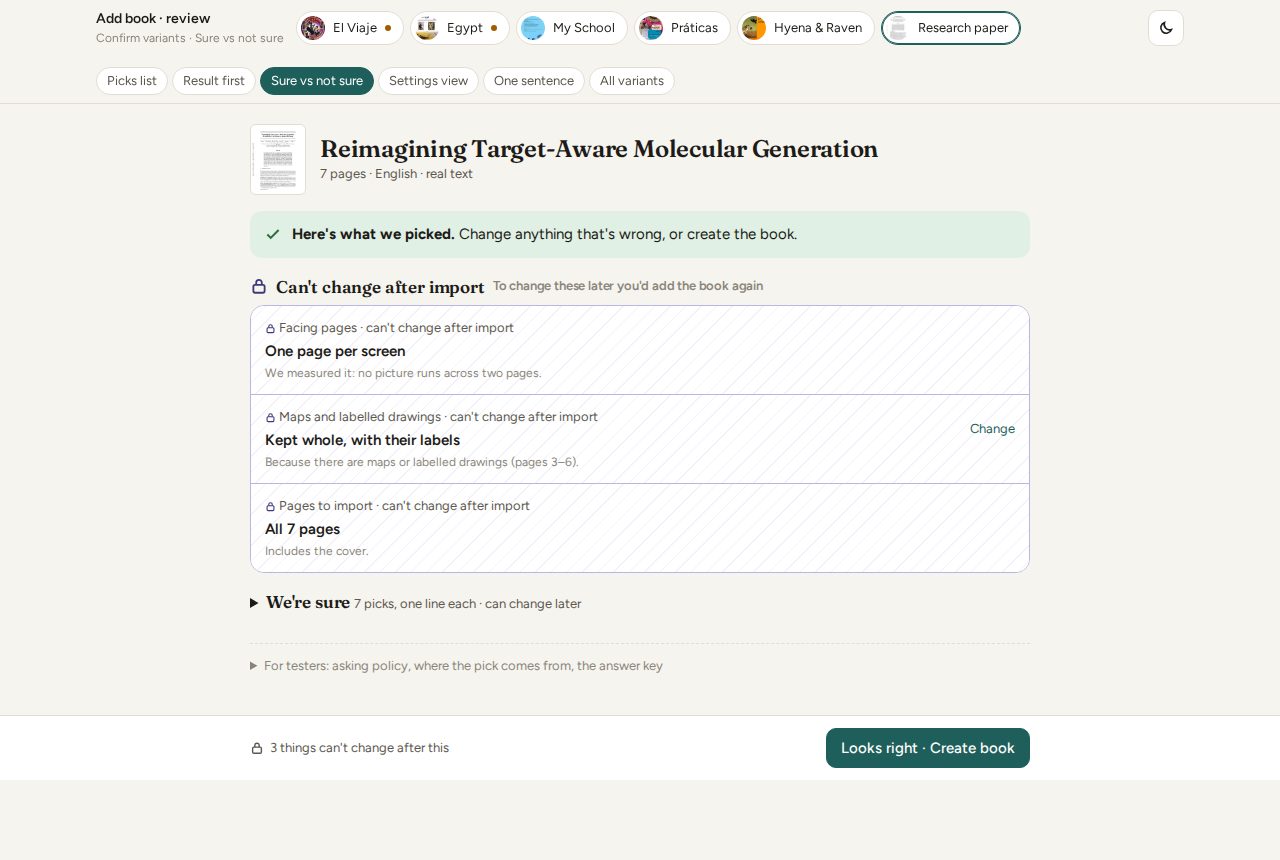 Add book · review
Confirm variants · Sure vs not sure
El Viaje
Egypt
My School
Práticas
Hyena & Raven
Research paper
Picks list
Result first
Sure vs not sure
Settings view
One sentence
All variants
Reimagining Target-Aware Molecular Generation
7 pages · English · real text
Here's what we picked. Change anything that's wrong, or create the book.
Can't change after import To change these later you'd add the book again
Facing pages · can't change after import
One page per screen
We measured it: no picture runs across two pages.
Maps and labelled drawings · can't change after import
Kept whole, with their labels
Change
Because there are maps or labelled drawings (pages 3–6).
Pages to import · can't change after import
All 7 pages
Includes the cover.
We're sure 7 picks, one line each · can change later
For testers: asking policy, where the pick comes from, the answer key
3 things can't change after this
Looks right · Create book